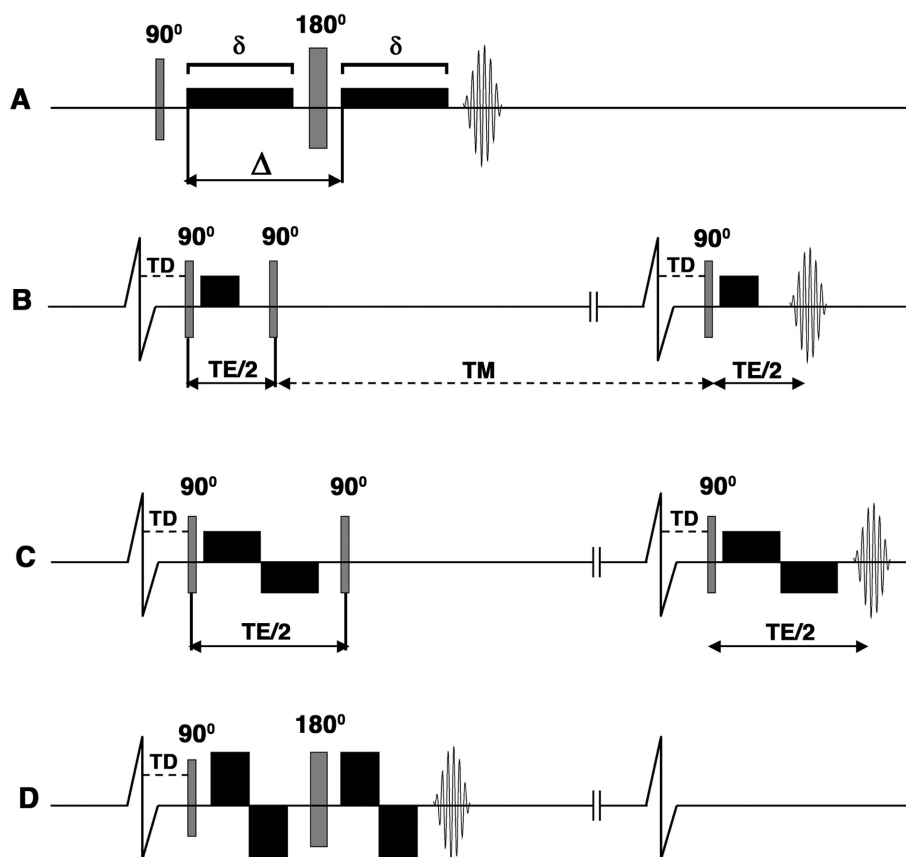 90⁰ 180⁰
δ δ
A
Δ
90⁰ 90⁰ 90⁰
TD TD
B
TE/2 TM TE/2
90⁰ 90⁰ 90⁰
TD TD
C
TE/2 TE/2
90⁰ 180⁰
TD
D